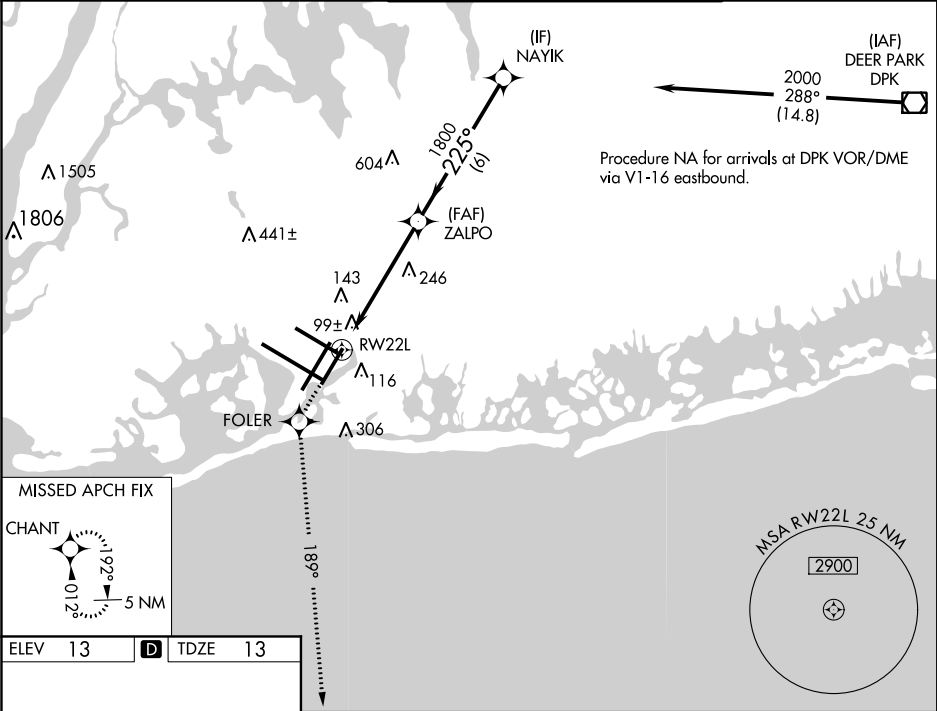 (IF)
NAYIK
(IAF)
DEER PARK
DPK
2000
288°
(14.8)
1800
225°
(6)
604
Procedure NA for arrivals at DPK VOR/DME
via V1-16 eastbound.
1505
1806
441±
(FAF)
ZALPO
246
143
99±
RW22L
116
FOLER
306
MISSED APCH FIX
CHANT
192°
012°
5 NM
189°
MSA RW22L 25 NM
2900
ELEV 13 D TDZE 13